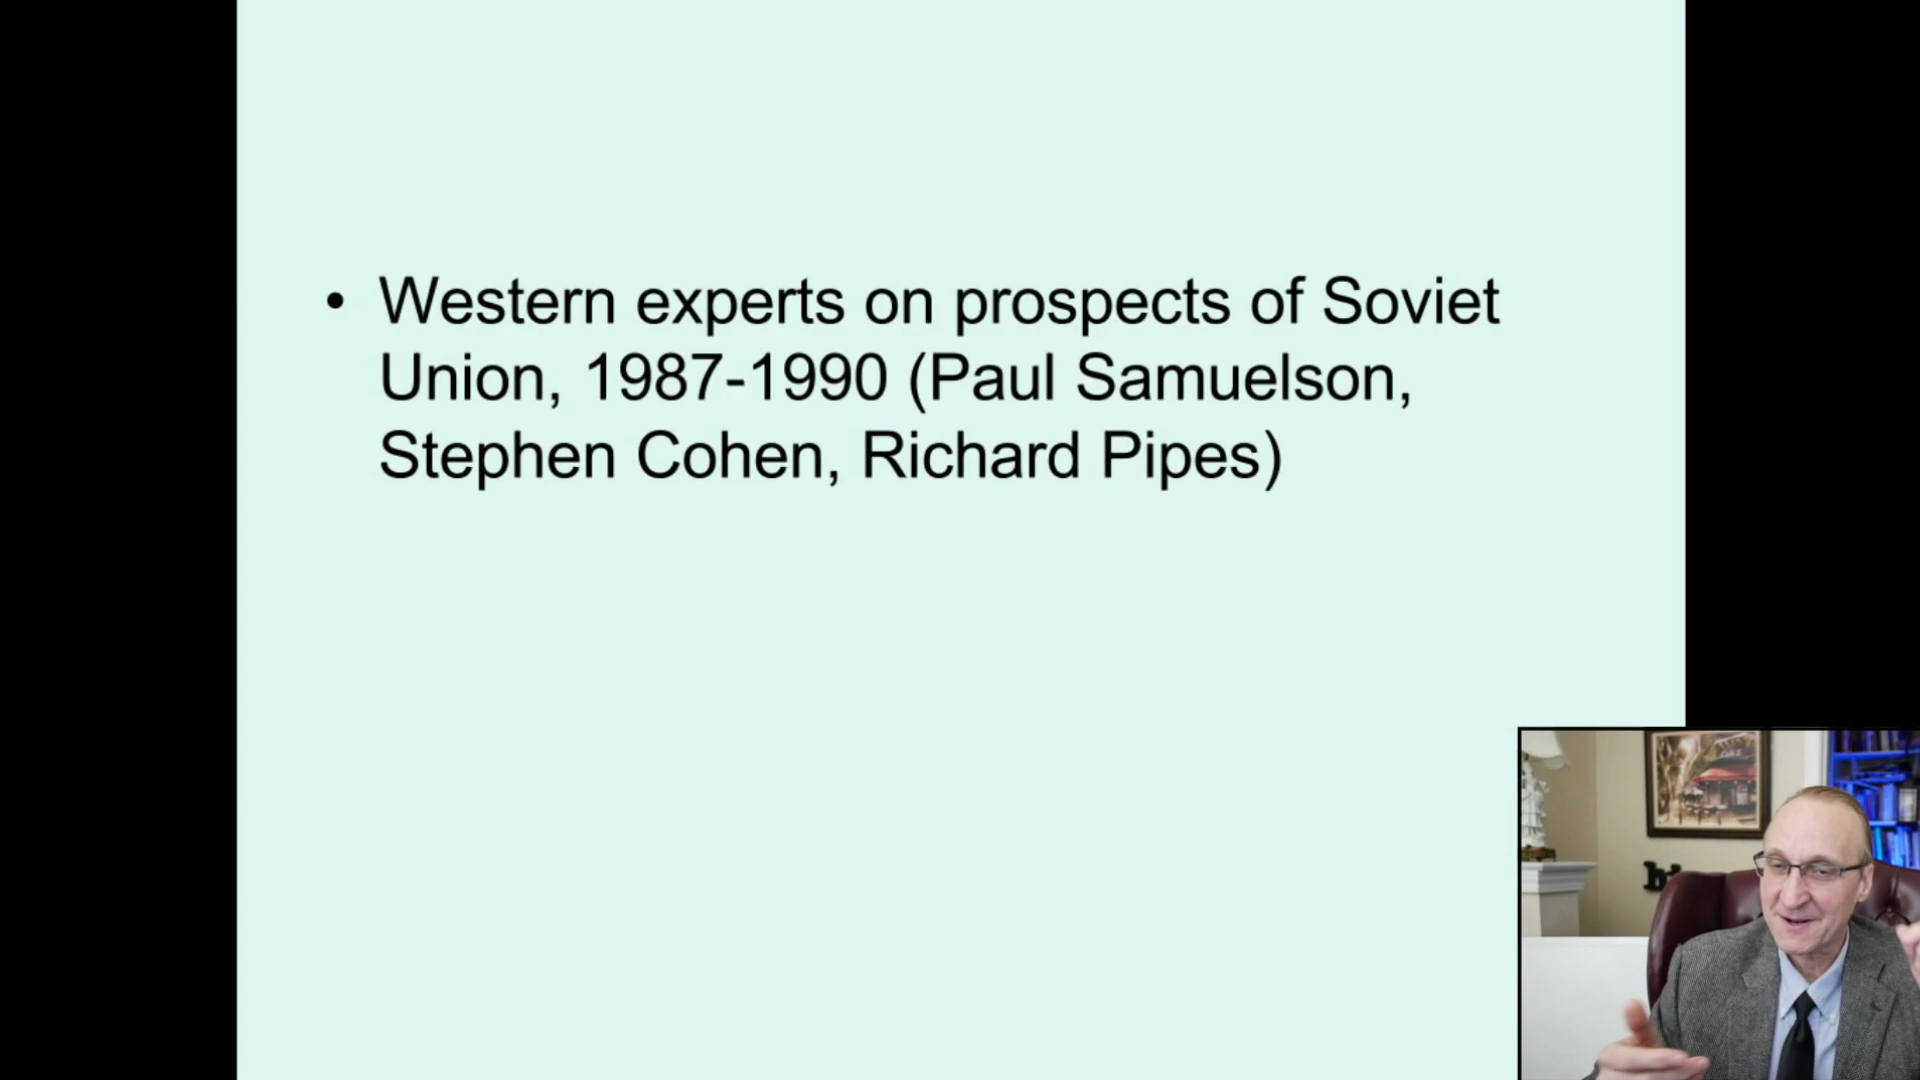 • Western experts on prospects of Soviet
Union, 1987-1990 (Paul Samuelson,
Stephen Cohen, Richard Pipes)